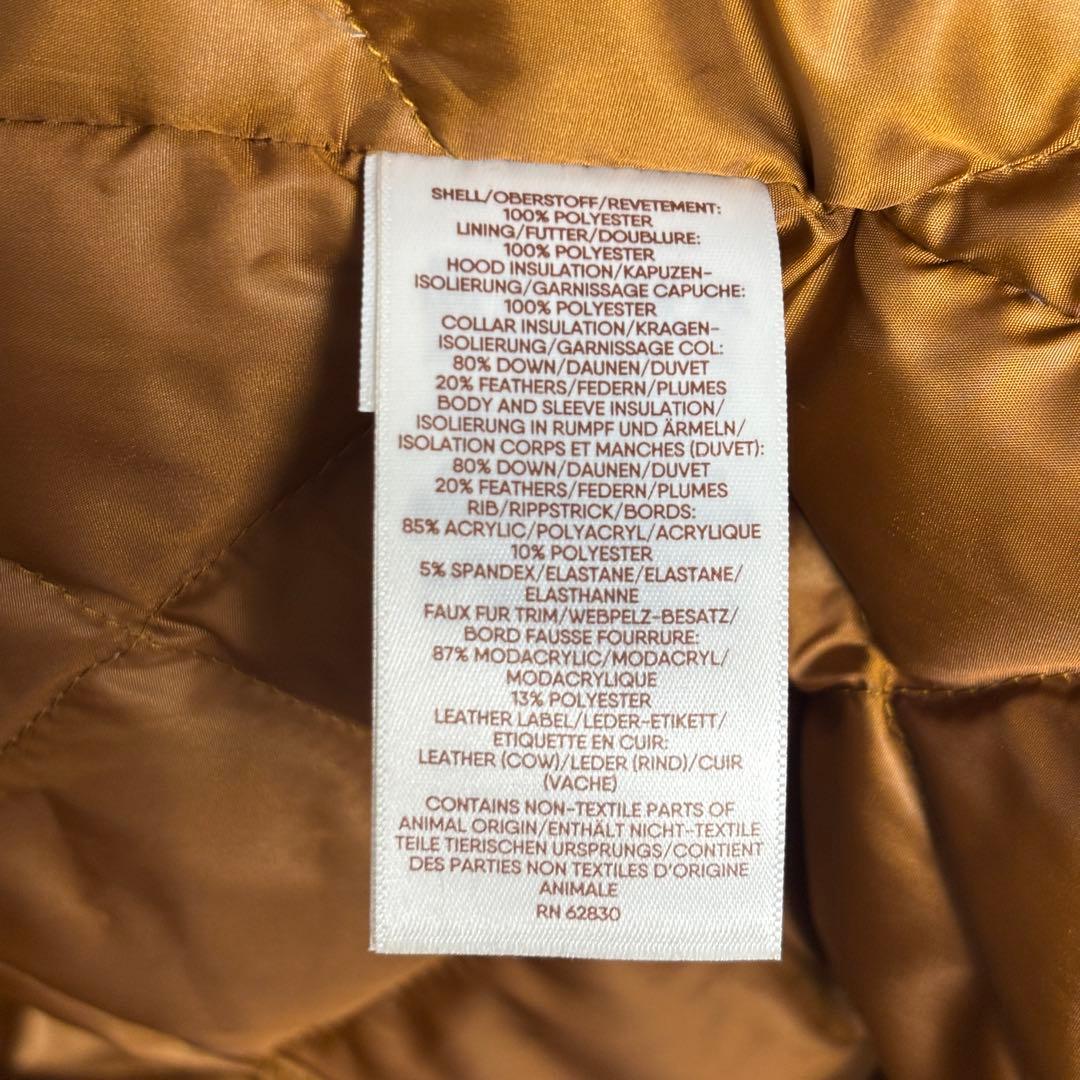 SHELL/OBERSTOFF/REVETEMENT:
100% POLYESTER
LINING/FUTTER/DOUBLURE:
100% POLYESTER
HOOD INSULATION/KAPUZEN-
ISOLIERUNG/GARNISSAGE CAPUCHE:
100% POLYESTER
COLLAR INSULATION/KRAGEN-
ISOLIERUNG/GARNISSAGE COL:
80% DOWN/DAUNEN/DUVET
20% FEATHERS/FEDERN/PLUMES
BODY AND SLEEVE INSULATION/
ISOLIERUNG IN RUMPF UND ÄRMELN/
ISOLATION CORPS ET MANCHES (DUVET):
80% DOWN/DAUNEN/DUVET
20% FEATHERS/FEDERN/PLUMES
RIB/RIPPSTRICK/BORDS:
85% ACRYLIC/POLYACRYL/ACRYLIQUE
10% POLYESTER
5% SPANDEX/ELASTANE/ELASTANE/
ELASTHANNE
FAUX FUR TRIM/WEBPELZ-BESATZ/
BORD FAUSSE FOURRURE:
87% MODACRYLIC/MODACRYL/
MODACRYLIQUE
13% POLYESTER
LEATHER LABEL/LEDER-ETIKETT/
ETIQUETTE EN CUIR:
LEATHER (COW)/LEDER (RIND)/CUIR
(VACHE)
CONTAINS NON-TEXTILE PARTS OF
ANIMAL ORIGIN/ENTHÄLT NICHT-TEXTILE
TEILE TIERISCHEN URSPRUNGS/CONTIENT
DES PARTIES NON TEXTILES D'ORIGINE
ANIMALE
RN 62830